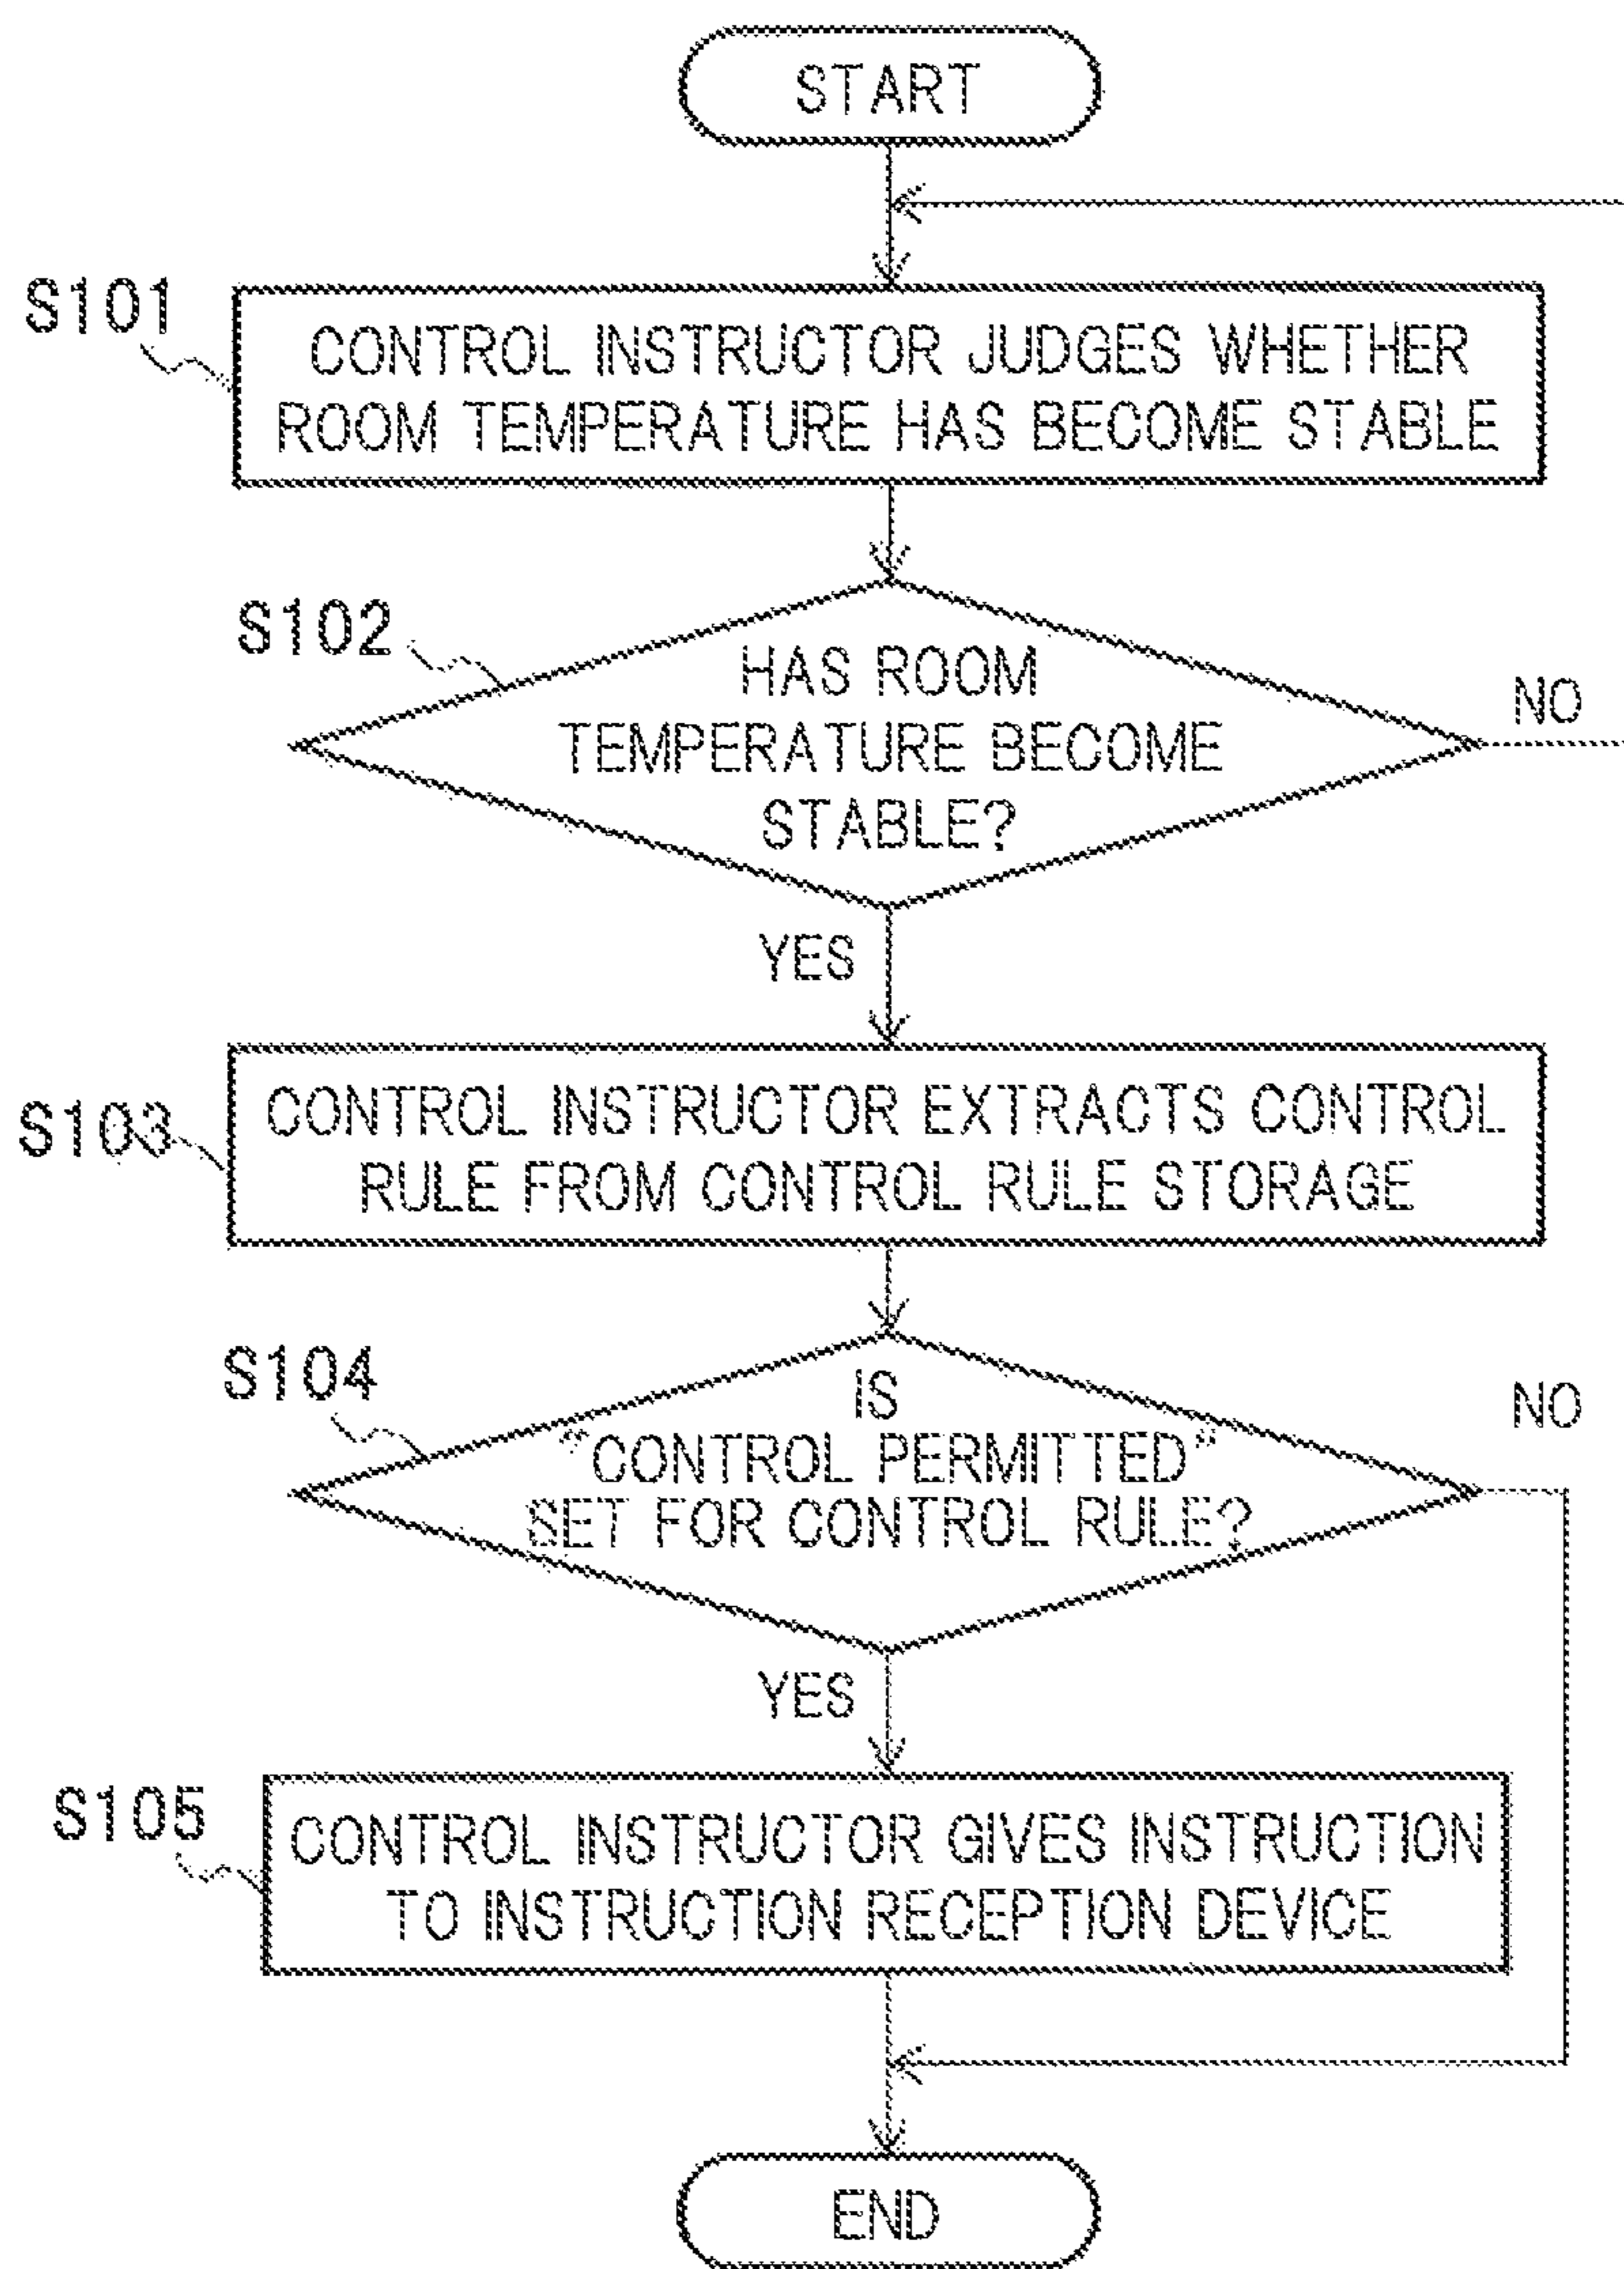 START
S101
CONTROL INSTRUCTOR JUDGES WHETHER
ROOM TEMPERATURE HAS BECOME STABLE
S102
HAS ROOM
TEMPERATURE BECOME
STABLE?
NO
YES
S103
CONTROL INSTRUCTOR EXTRACTS CONTROL
RULE FROM CONTROL RULE STORAGE
S104
IS
"CONTROL PERMITTED"
SET FOR CONTROL RULE?
NO
YES
S105
CONTROL INSTRUCTOR GIVES INSTRUCTION
TO INSTRUCTION RECEPTION DEVICE
END